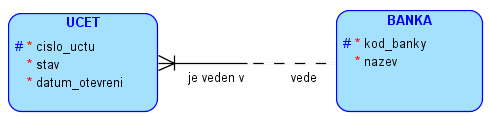 UCET
# * cislo_uctu
* stav
* datum_otevreni
je veden v
vede
BANKA
# * kod_banky
* nazev